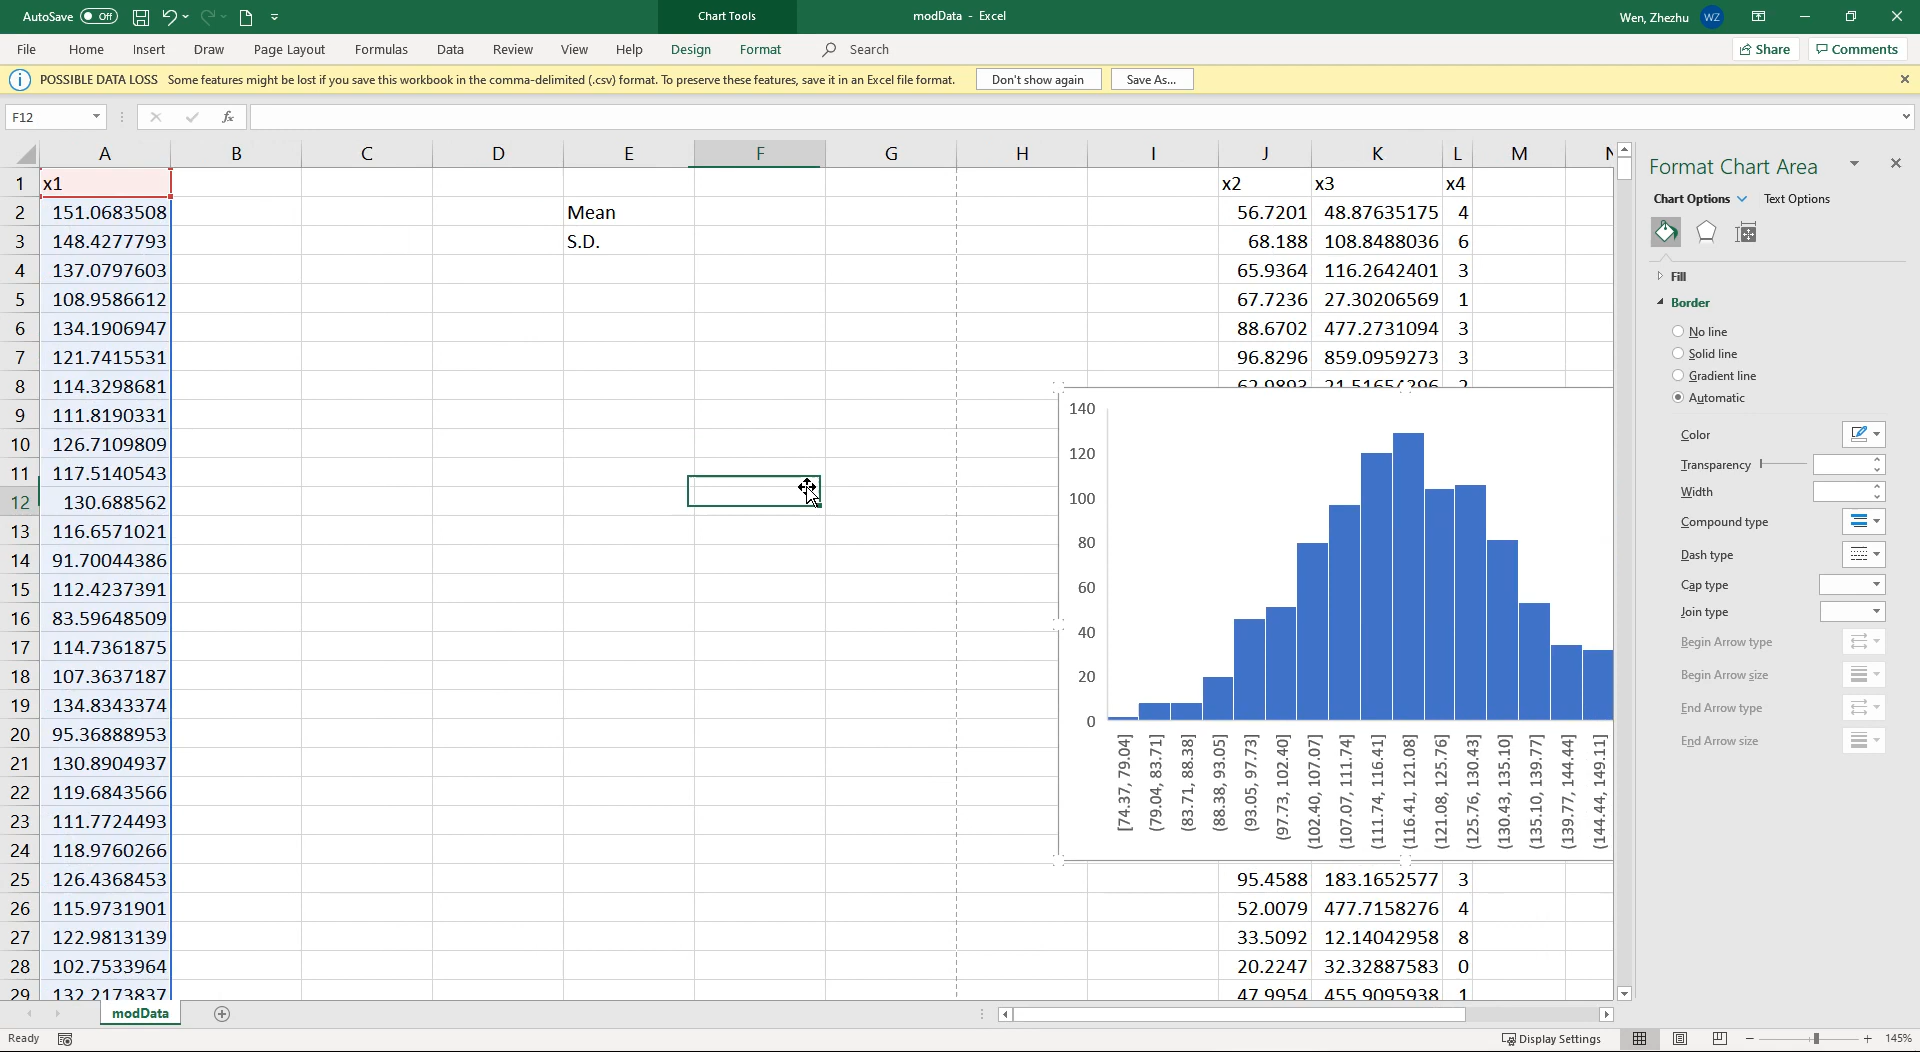 AutoSave Off Chart Tools modData - Excel Wen, Zhezhu WZ
File Home Insert Draw Page Layout Formulas Data Review View Help Design Format Search Share Comments
POSSIBLE DATA LOSS Some features might be lost if you save this workbook in the comma-delimited (.csv) format. To preserve these features, save it in an Excel file format. Don't show again Save As...
F12 fx
A B C D E F G H I J K L M N
1 x1 x2 x3 x4
2 151.0683508 Mean 56.7201 48.87635175 4
3 148.4277793 S.D. 68.188 108.8488036 6
4 137.0797603 65.9364 116.2642401 3
5 108.9586612 67.7236 27.30206569 1
6 134.1906947 88.6702 477.2731094 3
7 121.7415531 96.8296 859.0959273 3
8 114.3298681
9 111.8190331
10 126.7109809
11 117.5140543
12 130.688562
13 116.6571021
14 91.70044386
15 112.4237391
16 83.59648509
17 114.7361875
18 107.3637187
19 134.8343374
20 95.36888953
21 130.8904937
22 119.6843566
23 111.7724493
24 118.9760266
25 126.4368453 95.4588 183.1652577 3
26 115.9731901 52.0079 477.7158276 4
27 122.9813139 33.5092 12.14042958 8
28 102.7533964 20.2247 32.32887583 0
29 132.2173837 47.9954 455.9095938 1
140
120
100
80
60
40
20
0
[74.37, 79.04]
(79.04, 83.71]
(83.71, 88.38]
(88.38, 93.05]
(93.05, 97.73]
(97.73, 102.40]
(102.40, 107.07]
(107.07, 111.74]
(111.74, 116.41]
(116.41, 121.08]
(121.08, 125.76]
(125.76, 130.43]
(130.43, 135.10]
(135.10, 139.77]
(139.77, 144.44]
(144.44, 149.11]
Format Chart Area
Chart Options Text Options
Fill
Border
No line
Solid line
Gradient line
Automatic
Color
Transparency
Width
Compound type
Dash type
Cap type
Join type
Begin Arrow type
Begin Arrow size
End Arrow type
End Arrow size
modData
Ready Display Settings 145%